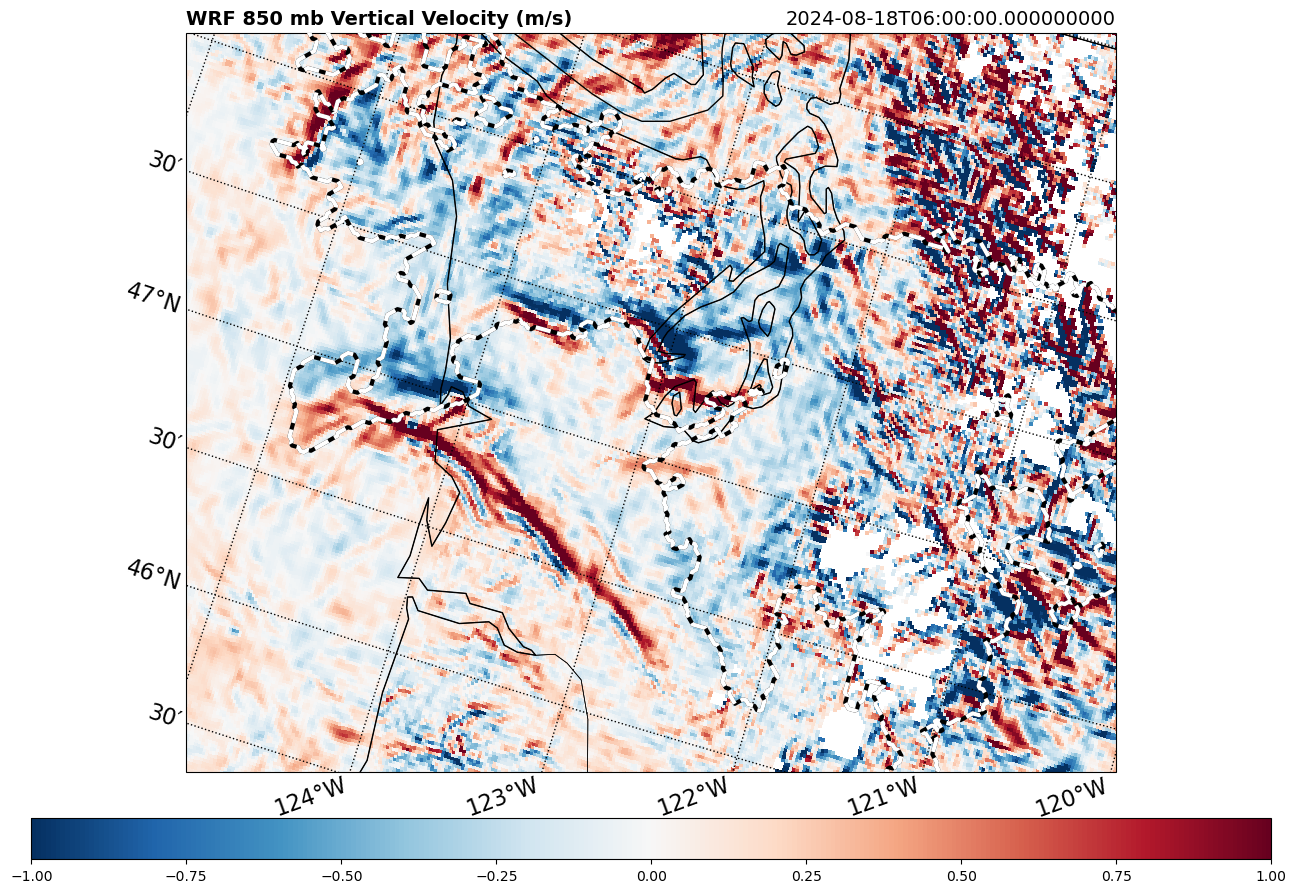 WRF 850 mb Vertical Velocity (m/s) 2024-08-18T06:00:00.000000000
30′
47°N
30′
46°N
30′
124°W 123°W 122°W 121°W 120°W
−1.00 −0.75 −0.50 −0.25 0.00 0.25 0.50 0.75 1.00